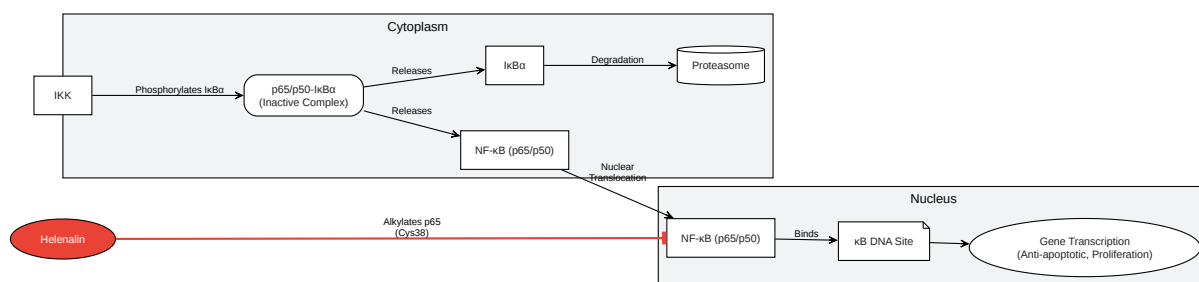 Cytoplasm
IKK
Phosphorylates IκBα
p65/p50-IκBα
(Inactive Complex)
Releases
IκBα
Degradation
Proteasome
Releases
NF-κB (p65/p50)
Nuclear
Translocation
Nucleus
Helenalin
Alkylates p65
(Cys38)
NF-κB (p65/p50)
Binds
κB DNA Site
Gene Transcription
(Anti-apoptotic, Proliferation)